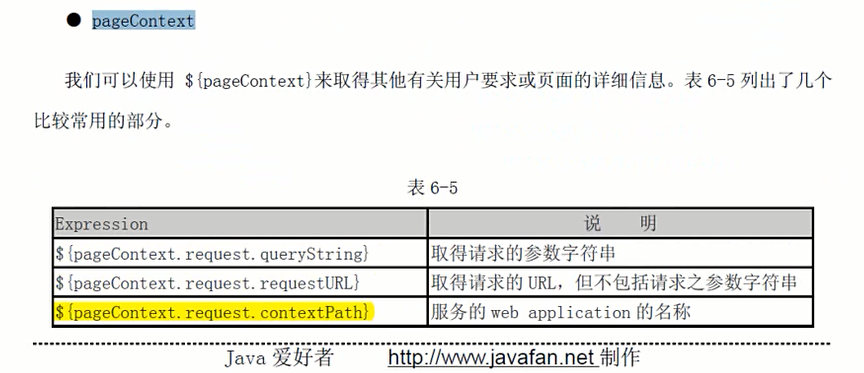 ● pageContext
我们可以使用 ${pageContext}来取得其他有关用户要求或页面的详细信息。表 6-5 列出了几个
比较常用的部分。
表 6-5
Expression 说 明
${pageContext.request.queryString} 取得请求的参数字符串
${pageContext.request.requestURL} 取得请求的 URL，但不包括请求之参数字符串
${pageContext.request.contextPath} 服务的 web application 的名称
Java 爱好者 http://www.javafan.net 制作